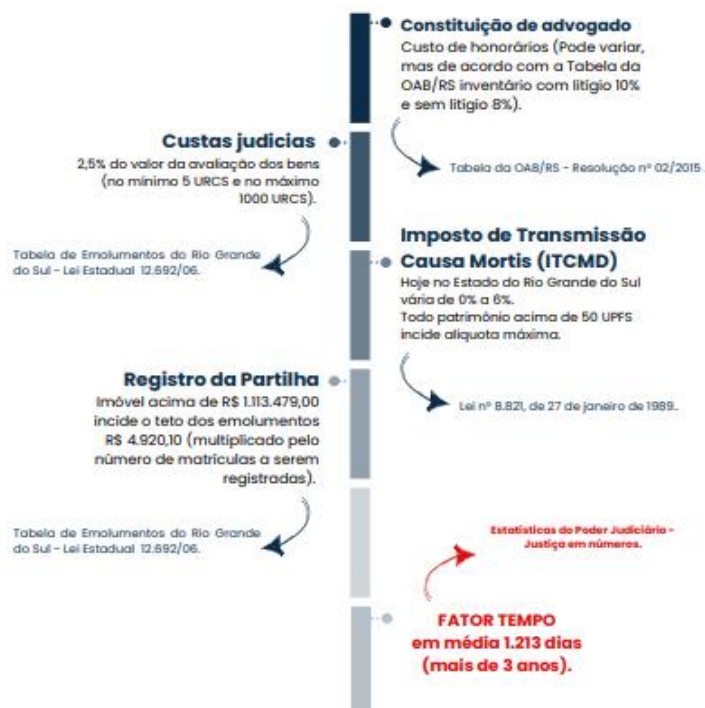 Constituição de advogado
Custo de honorários (Pode variar,
mas de acordo com a Tabela da
OAB/RS inventário com litígio 10%
e sem litígio 8%).
Tabela da OAB/RS - Resolução nº 02/2015.
Custas judicias
2,5% do valor da avaliação dos bens
(no mínimo 5 URCS e no máximo
1000 URCS).
Tabela de Emolumentos do Rio Grande
do Sul - Lei Estadual 12.692/06.
Imposto de Transmissão
Causa Mortis (ITCMD)
Hoje no Estado do Rio Grande do Sul
vária de 0% a 6%.
Todo patrimônio acima de 50 UPFS
incide alíquota máxima.
Lei nº 8.821, de 27 de janeiro de 1989..
Registro da Partilha
Imóvel acima de R$ 1.113.479,00
incide o teto dos emolumentos
R$ 4.920,10 (multiplicado pelo
número de matrículas a serem
registradas).
Tabela de Emolumentos do Rio Grande
do Sul - Lei Estadual 12.692/06.
Estatísticas do Poder Judiciário -
Justiça em números.
FATOR TEMPO
em média 1.213 dias
(mais de 3 anos).